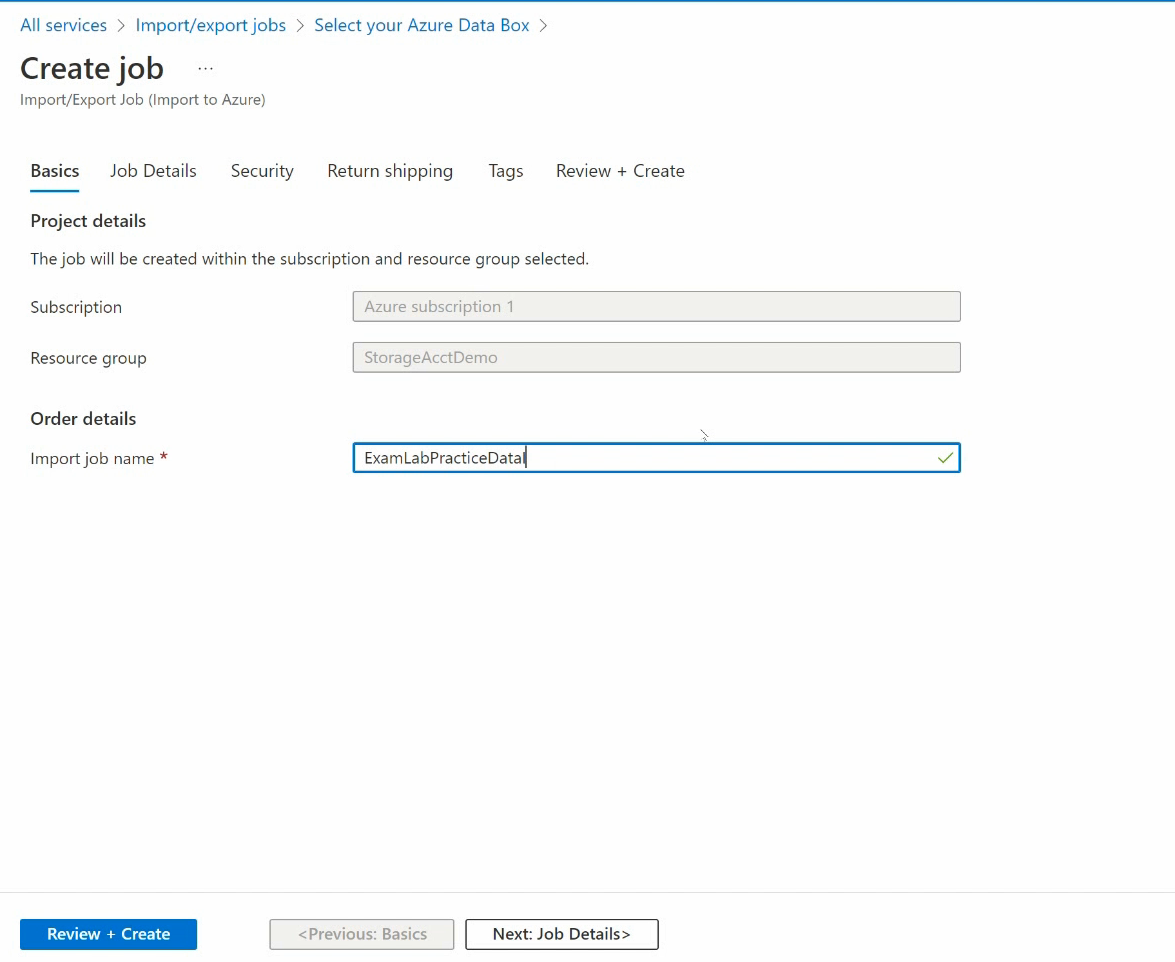 All services > Import/export jobs > Select your Azure Data Box >
Create job ...
Import/Export Job (Import to Azure)
Basics Job Details Security Return shipping Tags Review + Create
Project details
The job will be created within the subscription and resource group selected.
Subscription Azure subscription 1
Resource group StorageAcctDemo
Order details
Import job name * ExamLabPracticeDataI
Review + Create <Previous: Basics Next: Job Details>